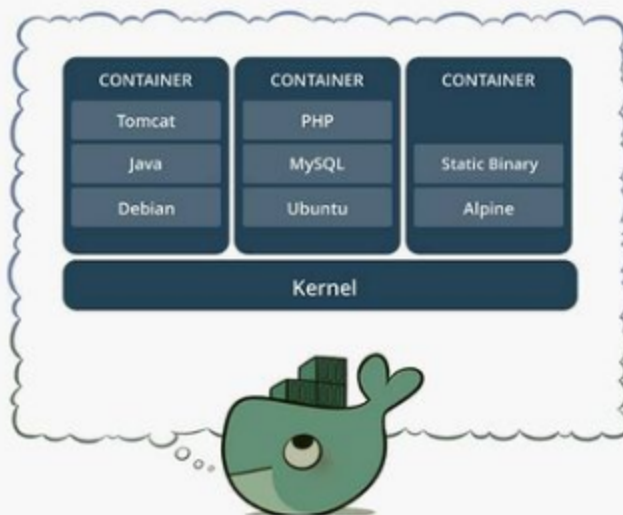 CONTAINER
Tomcat
Java
Debian
CONTAINER
PHP
MySQL
Ubuntu
CONTAINER
Static Binary
Alpine
Kernel